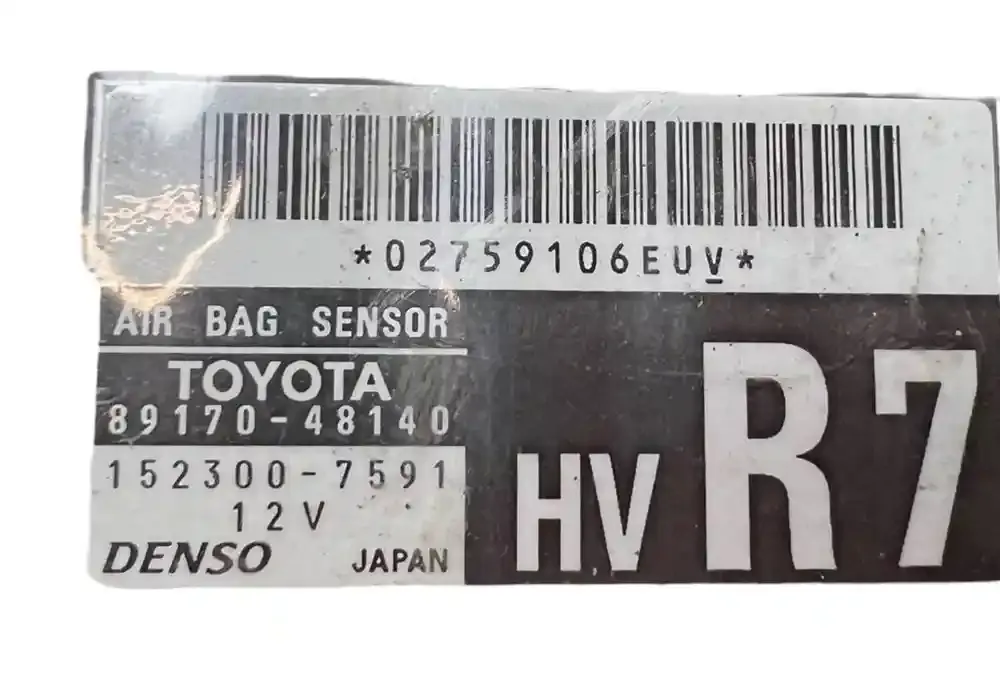 *02759106EUV*
AIR BAG SENSOR
TOYOTA
89170-48140
152300-7591
12V
DENSO JAPAN
HV R7